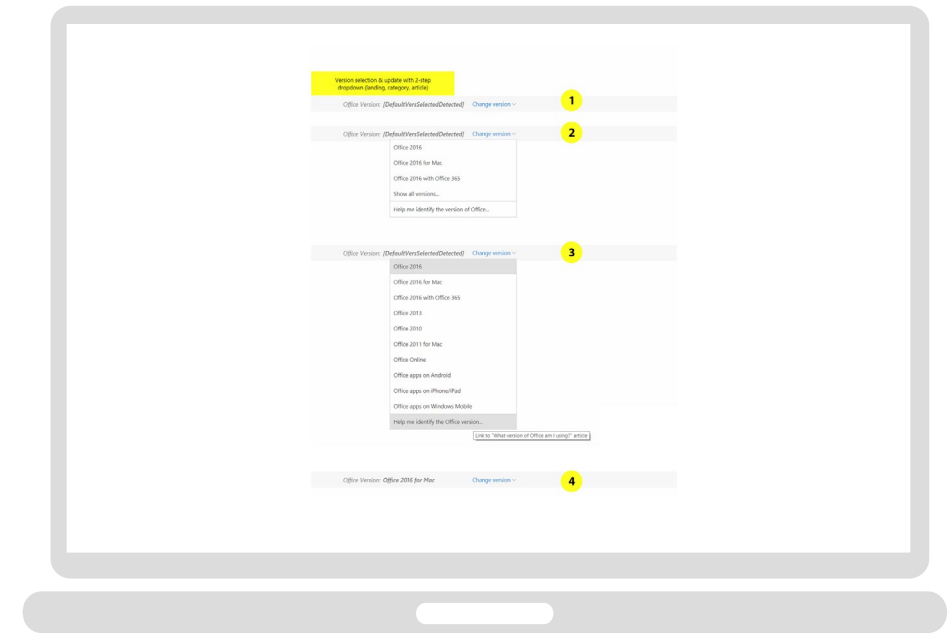 Version selection & update with 2-step
dropdown (landing, category, article)
Office Version: [DefaultVersSelectedDetected] Change version 1
Office Version: [DefaultVersSelectedDetected] Change version 2
Office 2016
Office 2016 for Mac
Office 2016 with Office 365
Show all versions...
Help me identify the version of Office...
Office Version: [DefaultVersSelectedDetected] Change version 3
Office 2016
Office 2016 for Mac
Office 2016 with Office 365
Office 2013
Office 2010
Office 2011 for Mac
Office Online
Office apps on Android
Office apps on iPhone/iPad
Office apps on Windows Mobile
Help me identify the Office version...
Link to "What version of Office am I using?" article
Office Version: Office 2016 for Mac Change version 4